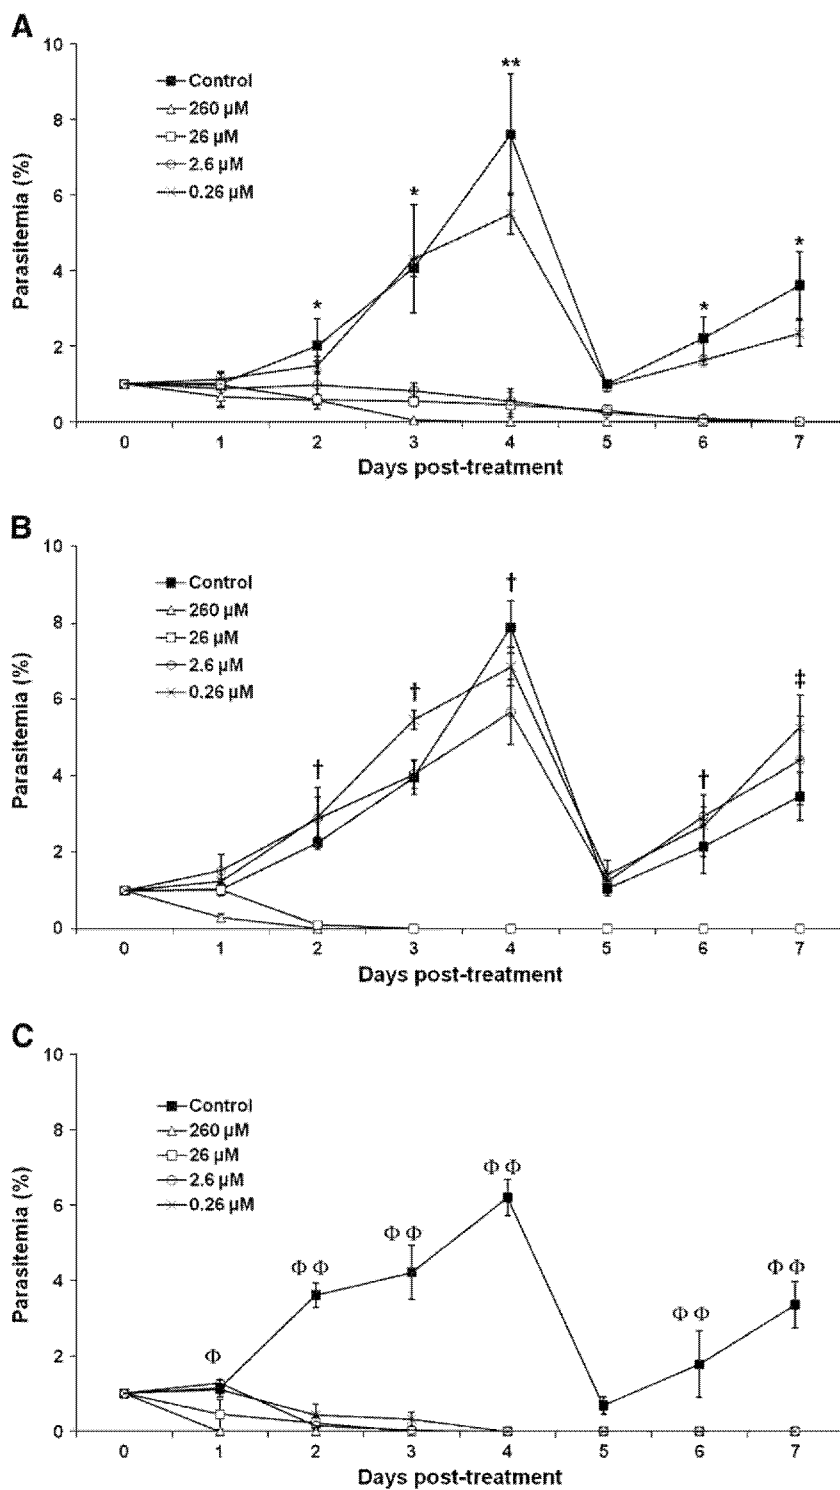 A
10
8
6
4
2
0
Parasitemia (%)
Control
260 µM
26 µM
2.6 µM
0.26 µM
*
*
**
*
*
0 1 2 3 4 5 6 7
Days post-treatment
B
10
8
6
4
2
0
Parasitemia (%)
Control
260 µM
26 µM
2.6 µM
0.26 µM
†
†
†
†
‡
0 1 2 3 4 5 6 7
Days post-treatment
C
10
8
6
4
2
0
Parasitemia (%)
Control
260 µM
26 µM
2.6 µM
0.26 µM
Φ
Φ Φ
Φ Φ
Φ Φ
Φ Φ
Φ Φ
0 1 2 3 4 5 6 7
Days post-treatment